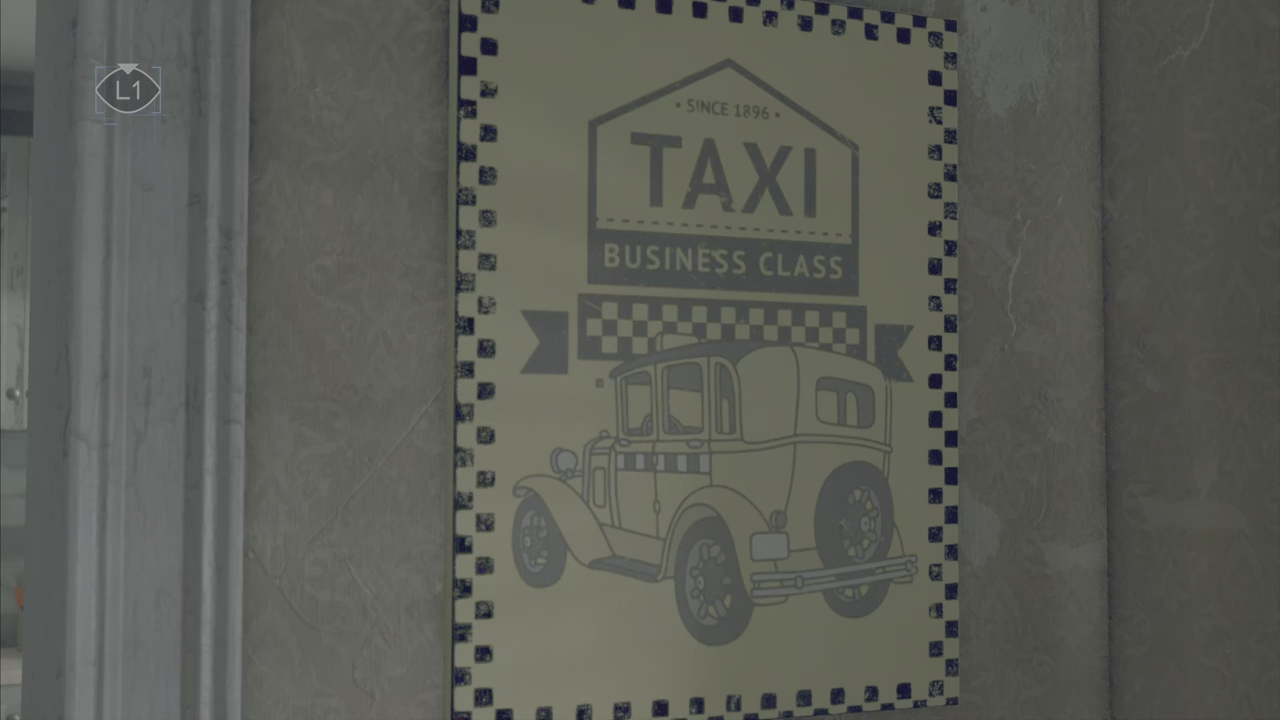 L1
• SINCE 1896 •
TAXI
BUSINESS CLASS